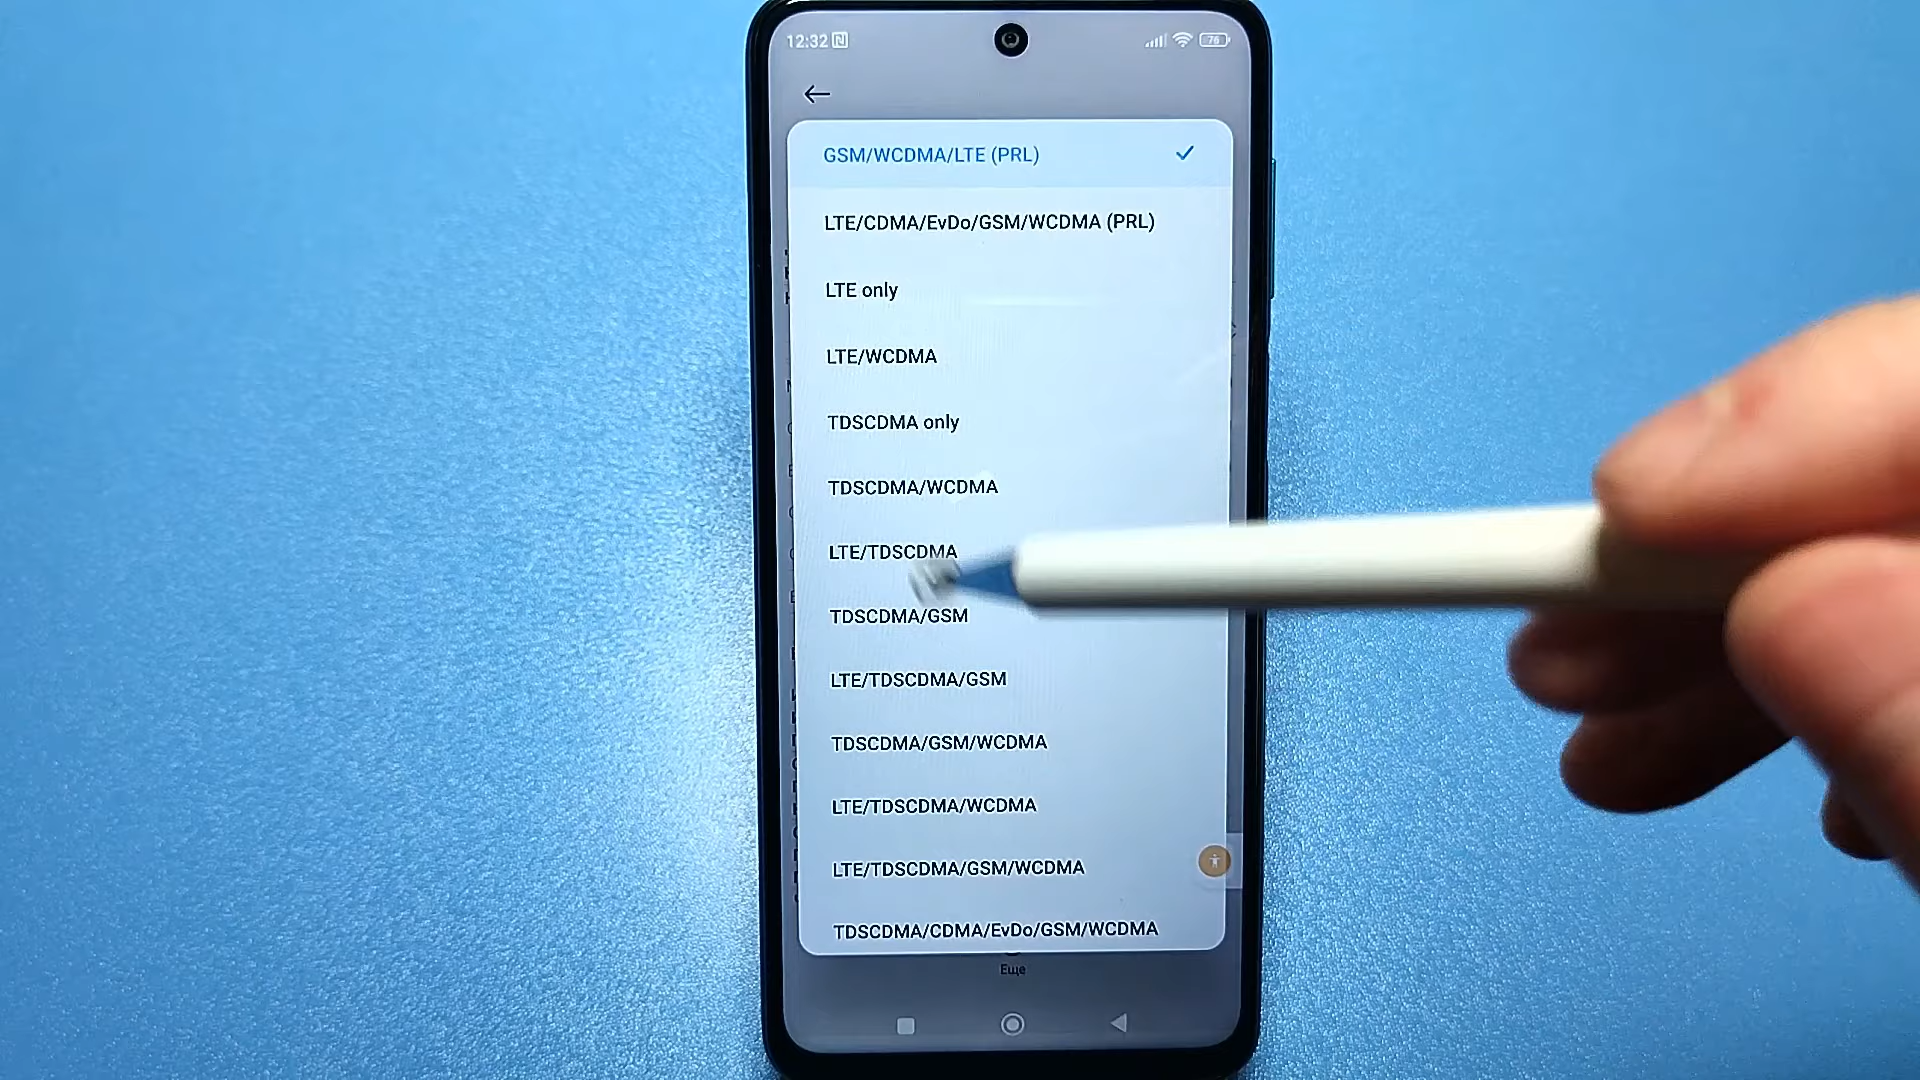 12:32
76
GSM/WCDMA/LTE (PRL)
LTE/CDMA/EvDo/GSM/WCDMA (PRL)
LTE only
LTE/WCDMA
TDSCDMA only
TDSCDMA/WCDMA
LTE/TDSCDMA
TDSCDMA/GSM
LTE/TDSCDMA/GSM
TDSCDMA/GSM/WCDMA
LTE/TDSCDMA/WCDMA
LTE/TDSCDMA/GSM/WCDMA
TDSCDMA/CDMA/EvDo/GSM/WCDMA
Еще